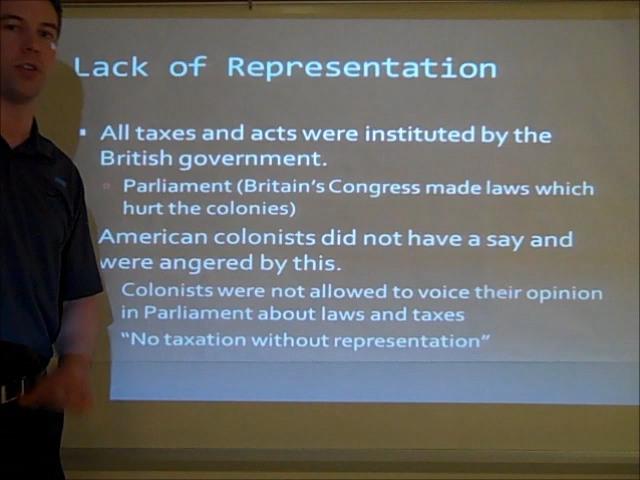 Lack of Representation
All taxes and acts were instituted by the
British government.
Parliament (Britain's Congress made laws which
hurt the colonies)
American colonists did not have a say and
were angered by this.
Colonists were not allowed to voice their opinion
in Parliament about laws and taxes
"No taxation without representation"